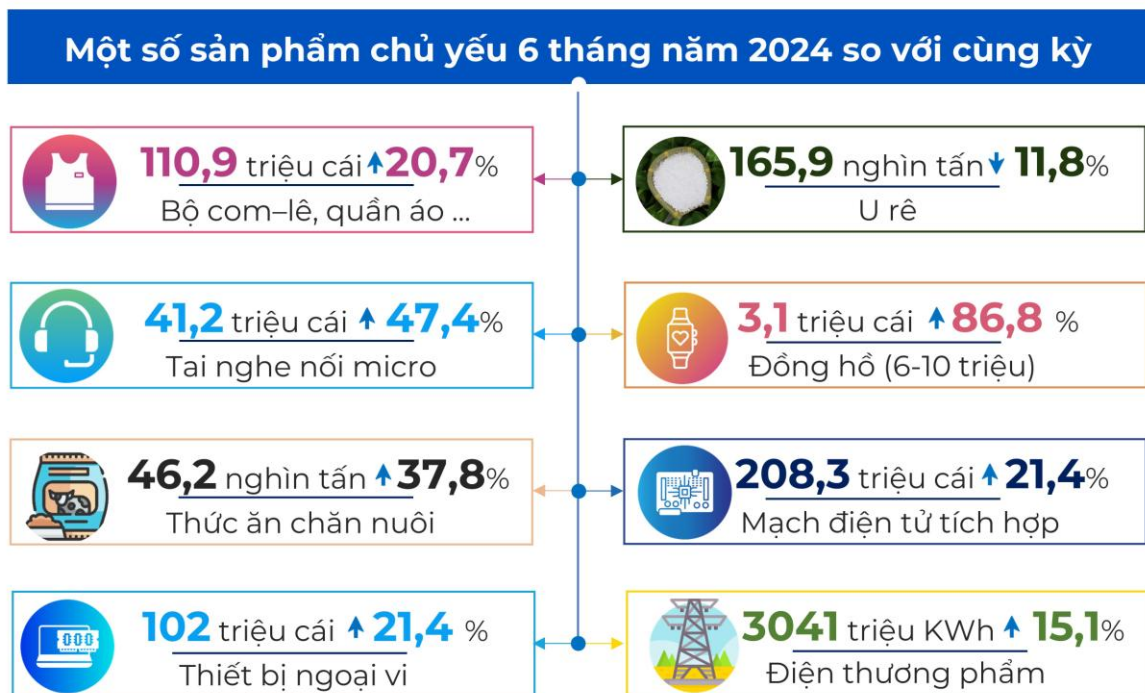 Một số sản phẩm chủ yếu 6 tháng năm 2024 so với cùng kỳ
110,9 triệu cái 20,7%
Bộ com–lê, quần áo ...
165,9 nghìn tấn 11,8%
U rê
41,2 triệu cái 47,4%
Tai nghe nối micro
3,1 triệu cái 86,8 %
Đồng hồ (6-10 triệu)
46,2 nghìn tấn 37,8%
Thức ăn chăn nuôi
208,3 triệu cái 21,4%
Mạch điện tử tích hợp
102 triệu cái 21,4 %
Thiết bị ngoại vi
3041 triệu KWh 15,1%
Điện thương phẩm